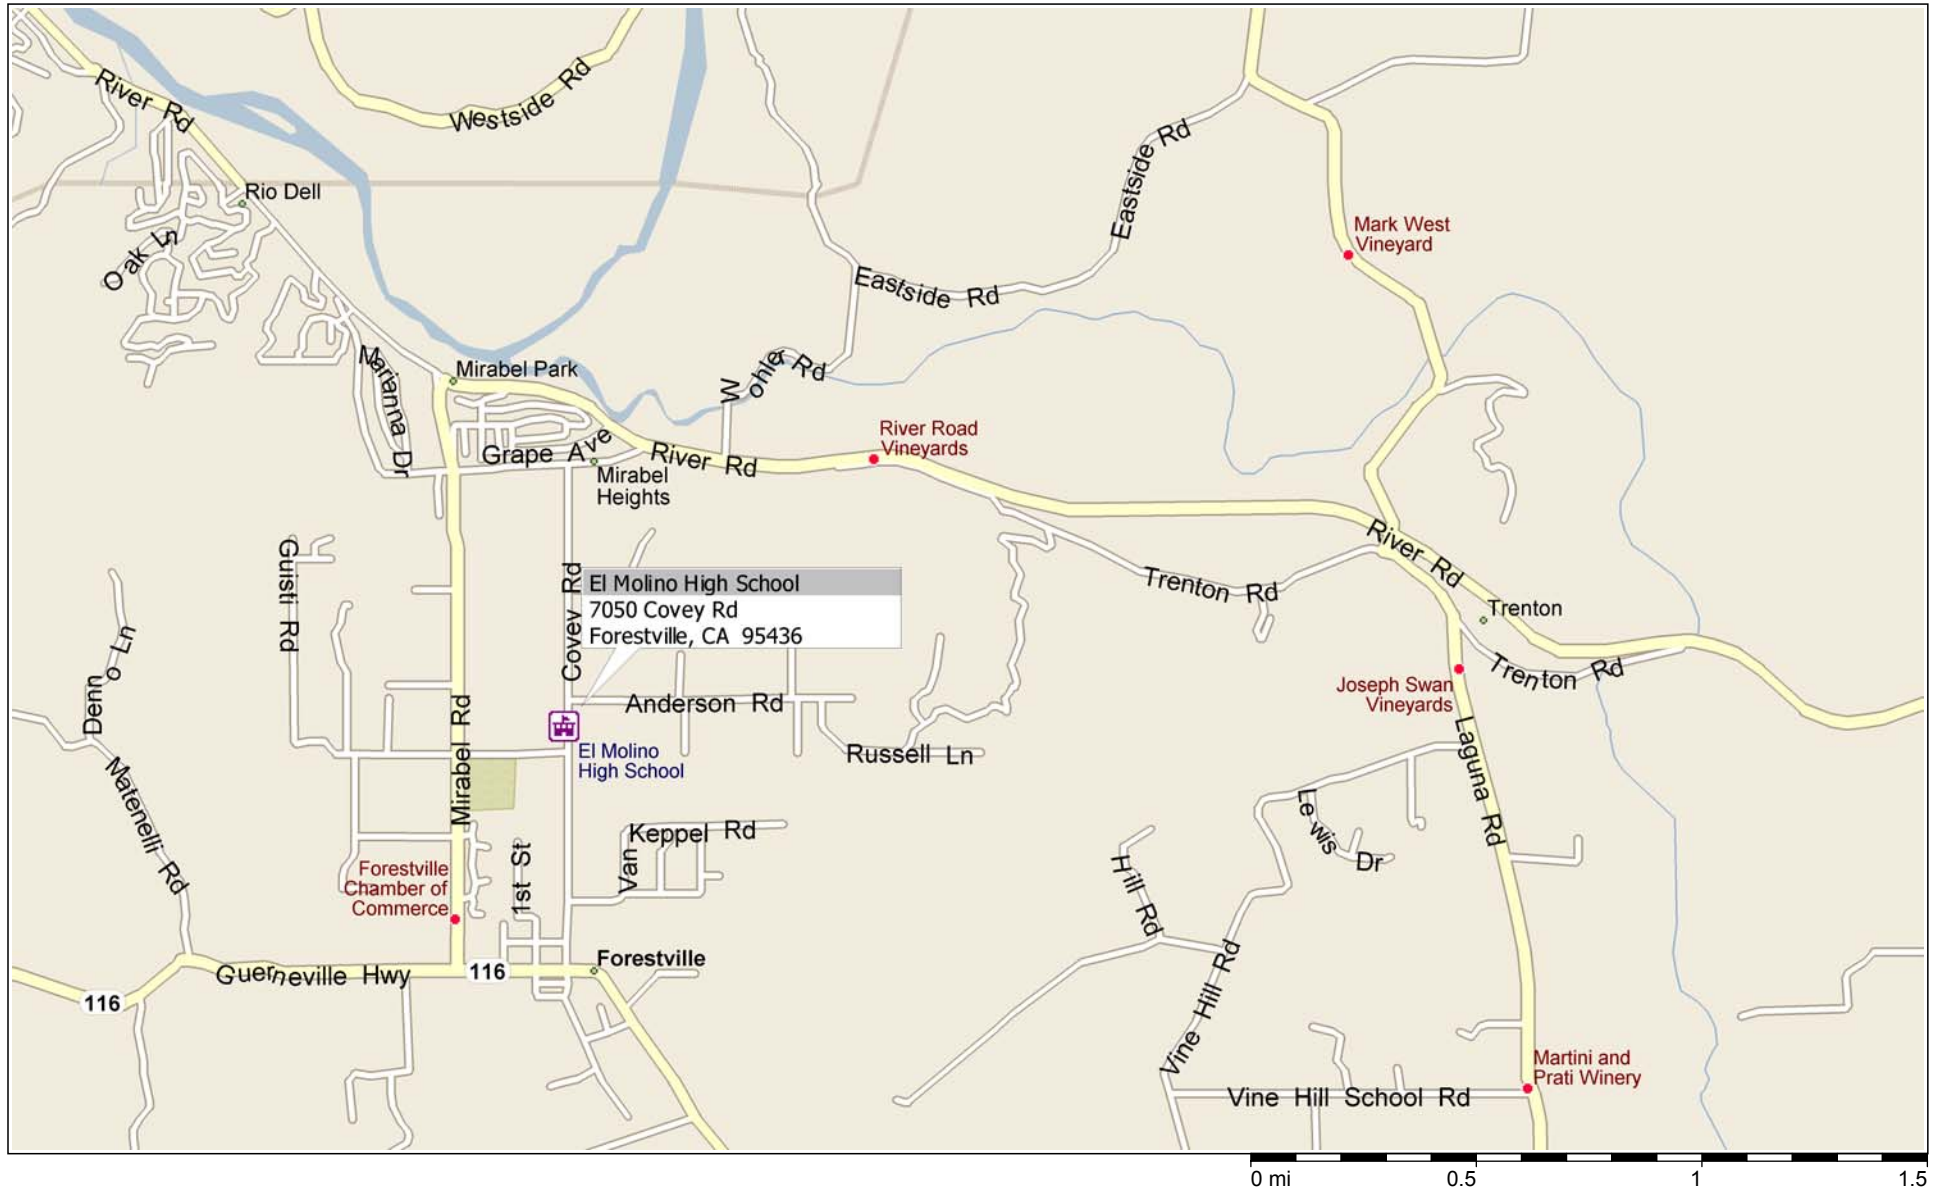 River Rd
Westside Rd
Rio Dell
Oak Ln
Eastside Rd
Mark West
Vineyard
Eastside Rd
Marianna Dr
Mirabel Park
Wohler Rd
River Road
Vineyards
Grape Ave
River Rd
Mirabel
Heights
River Rd
Guisti Rd
Covey Rd
El Molino High School
7050 Covey Rd
Forestville, CA 95436
Trenton Rd
Trenton
Denno Ln
Trenton Rd
Joseph Swan
Vineyards
Anderson Rd
Mirabel Rd
El Molino
High School
Russell Ln
Laguna Rd
Matenelli Rd
Lewis Dr
Van Keppel Rd
1st St
Forestville
Chamber of
Commerce
Hill Rd
Vine Hill Rd
Forestville
Guerneville Hwy
116
116
Martini and
Prati Winery
Vine Hill School Rd
0 mi 0.5 1 1.5